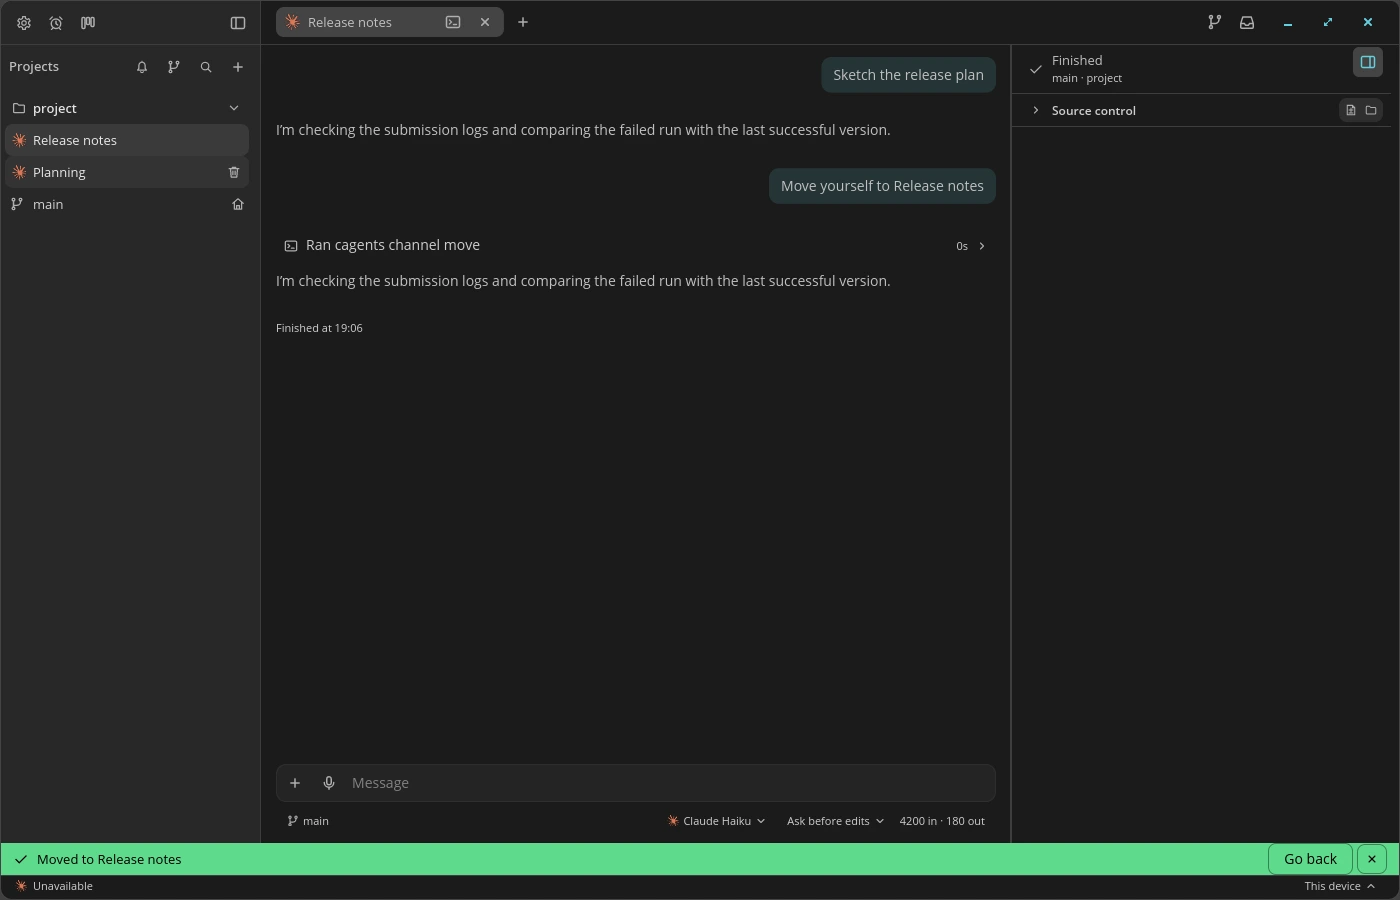 Release notes
Projects
project
Release notes
Planning
main
Sketch the release plan
I'm checking the submission logs and comparing the failed run with the last successful version.
Move yourself to Release notes
Ran cagents channel move
0s
I'm checking the submission logs and comparing the failed run with the last successful version.
Finished at 19:06
Message
main
Claude Haiku
Ask before edits
4200 in · 180 out
Finished
main · project
Source control
Moved to Release notes
Go back
Unavailable
This device